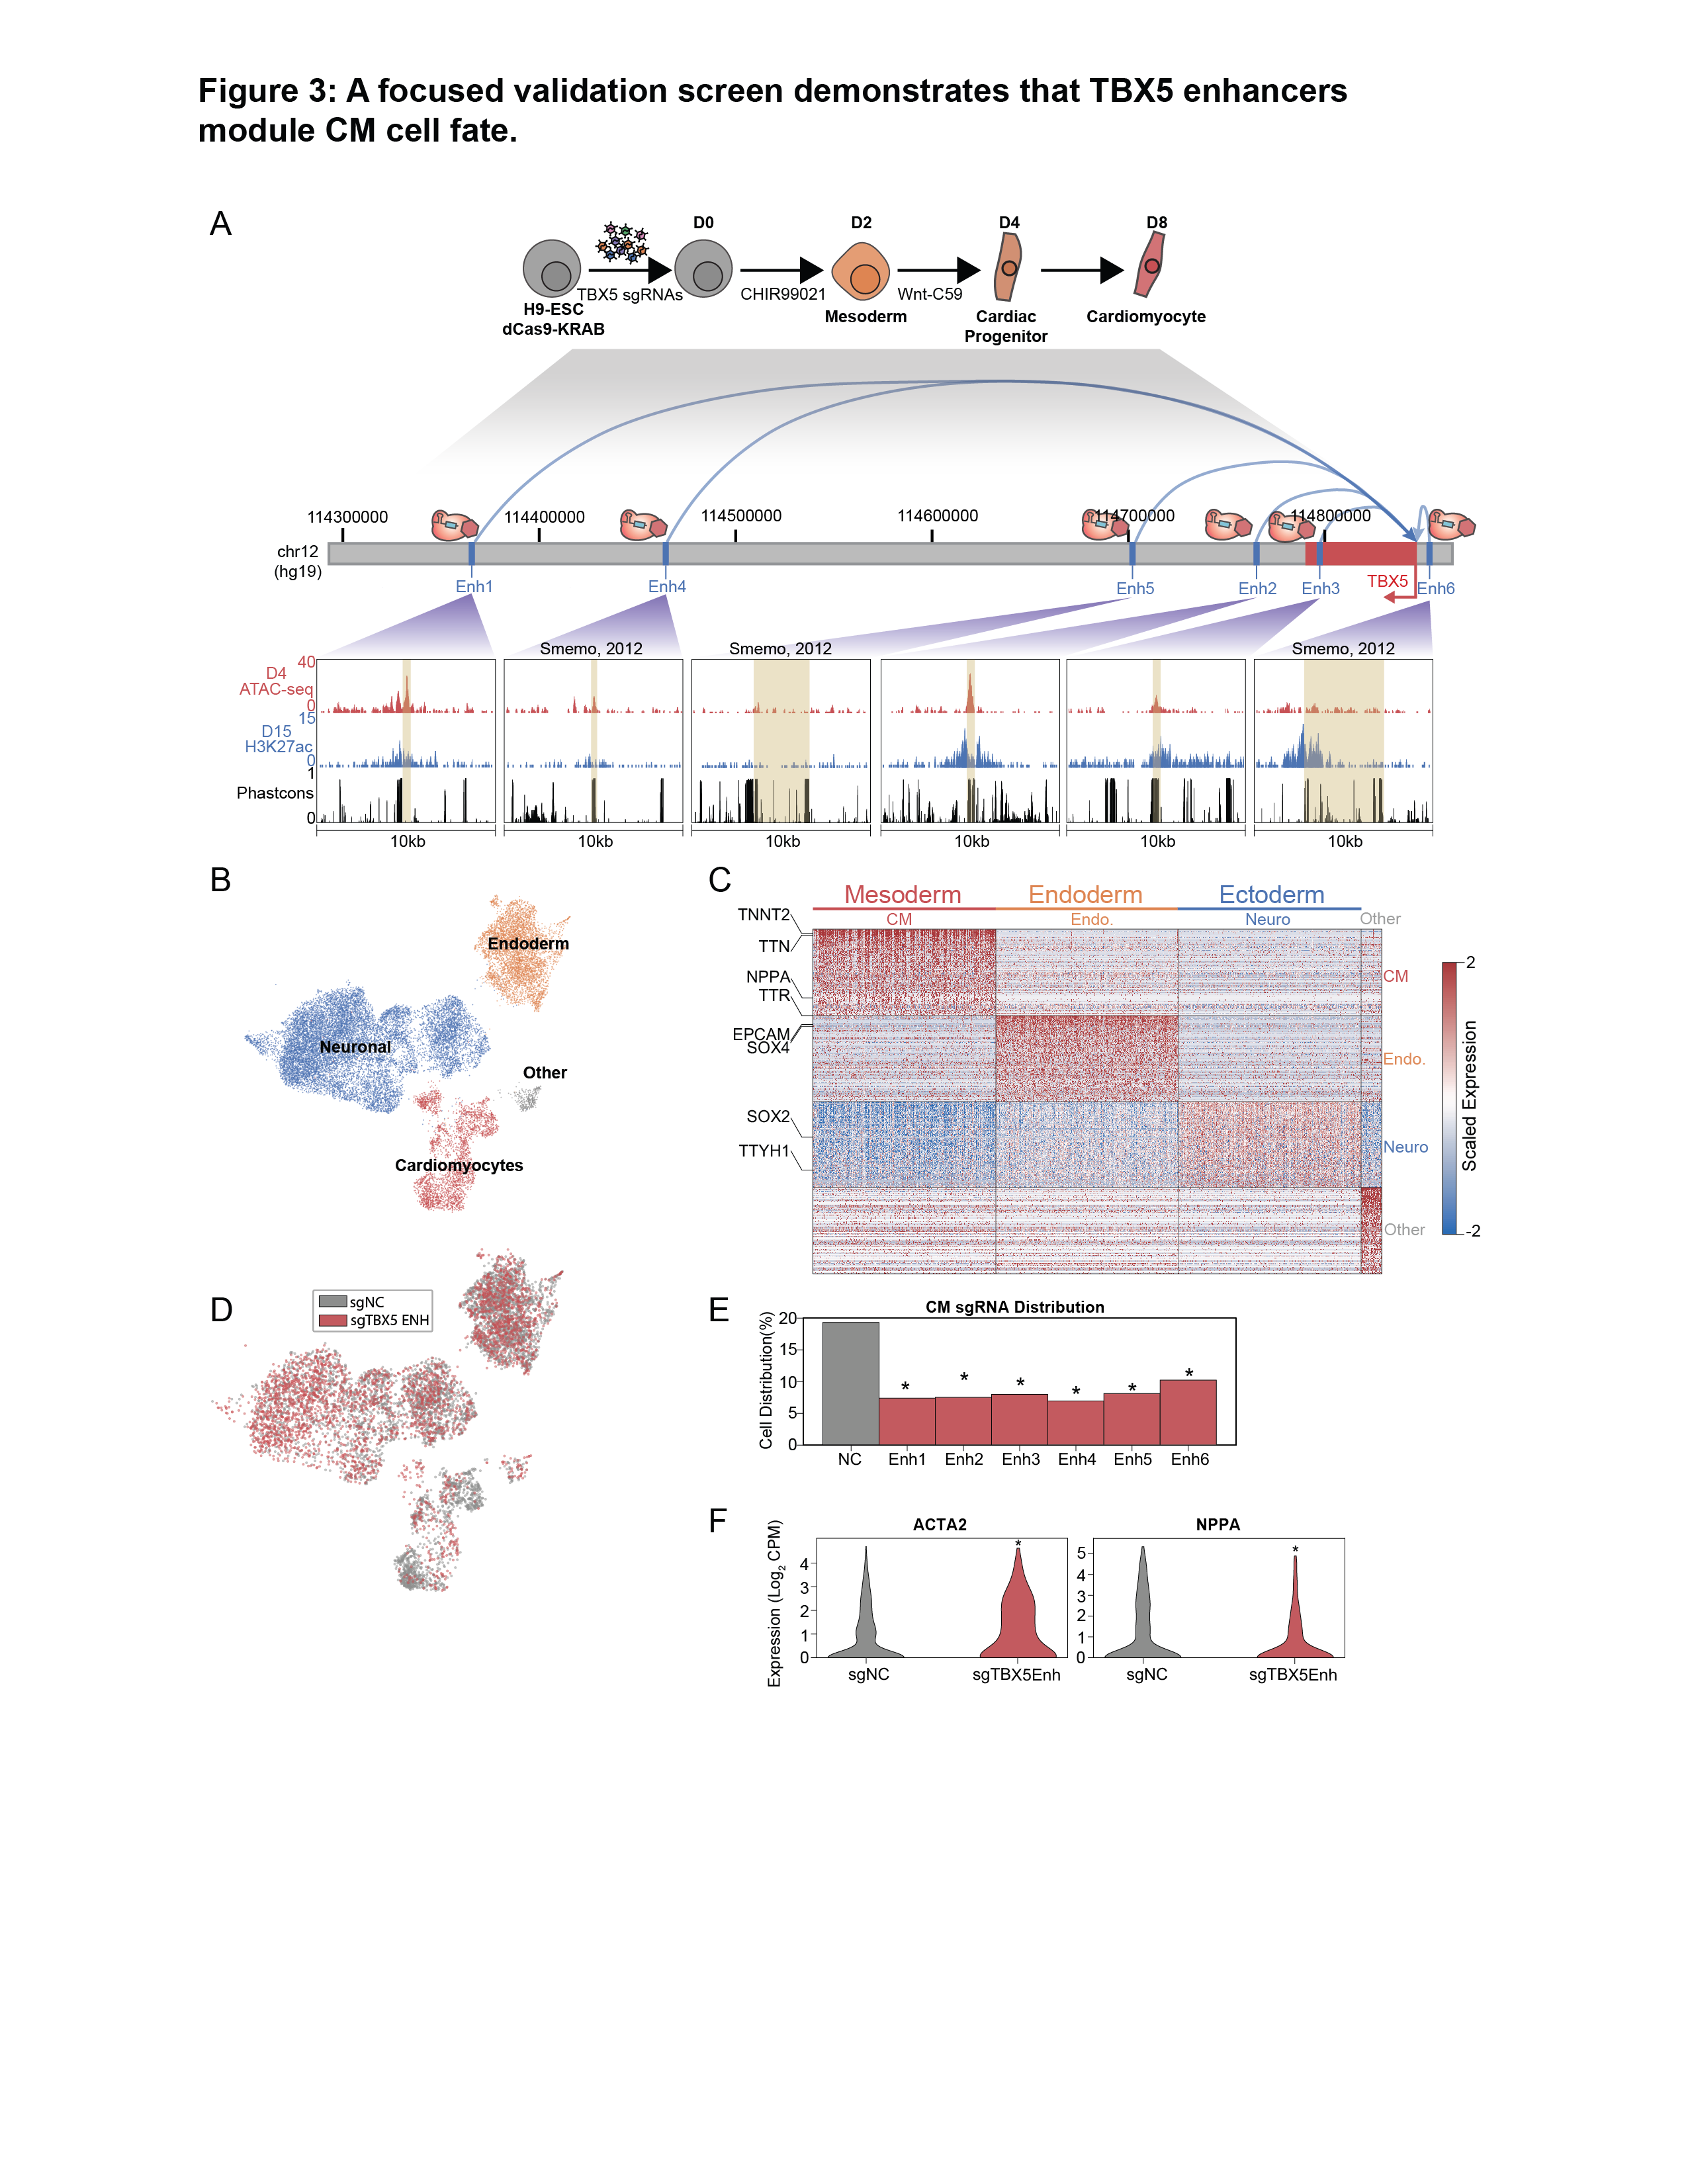 Figure 3: A focused validation screen demonstrates that TBX5 enhancers
module CM cell fate.
A
D0
D2
D4
D8
TBX5 sgRNAs
CHIR99021
Wnt-C59
H9-ESC
dCas9-KRAB
Mesoderm
Cardiac
Progenitor
Cardiomyocyte
114300000
114400000
114500000
114600000
114700000
114800000
chr12
(hg19)
Enh1
Enh4
Enh5
Enh2
Enh3
TBX5
Enh6
Smemo, 2012
Smemo, 2012
Smemo, 2012
D4
ATAC-seq
40
0
D15
H3K27ac
15
0
Phastcons
1
0
10kb
10kb
10kb
10kb
10kb
10kb
B
Endoderm
Neuronal
Other
Cardiomyocytes
C
Mesoderm
Endoderm
Ectoderm
CM
Endo.
Neuro
Other
TNNT2
TTN
NPPA
TTR
EPCAM
SOX4
SOX2
TTYH1
CM
Endo.
Neuro
Other
2
-2
Scaled Expression
D
sgNC
sgTBX5 ENH
E
CM sgRNA Distribution
Cell Distribution(%)
20
15
10
5
0
*
*
*
*
*
*
NC
Enh1
Enh2
Enh3
Enh4
Enh5
Enh6
F
ACTA2
Expression (Log2 CPM)
4
3
2
1
0
*
sgNC
sgTBX5Enh
NPPA
5
4
3
2
1
0
*
sgNC
sgTBX5Enh